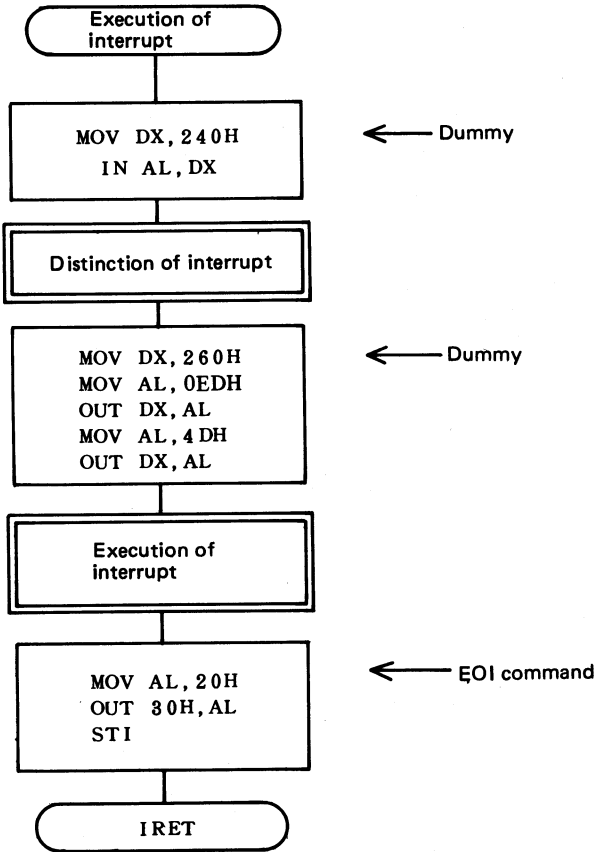 Execution of
interrupt
MOV DX,240H
IN AL,DX
Dummy
Distinction of interrupt
MOV DX,260H
MOV AL,0EDH
OUT DX,AL
MOV AL,4DH
OUT DX,AL
Dummy
Execution of
interrupt
MOV AL,20H
OUT 30H,AL
STI
EOI command
IRET